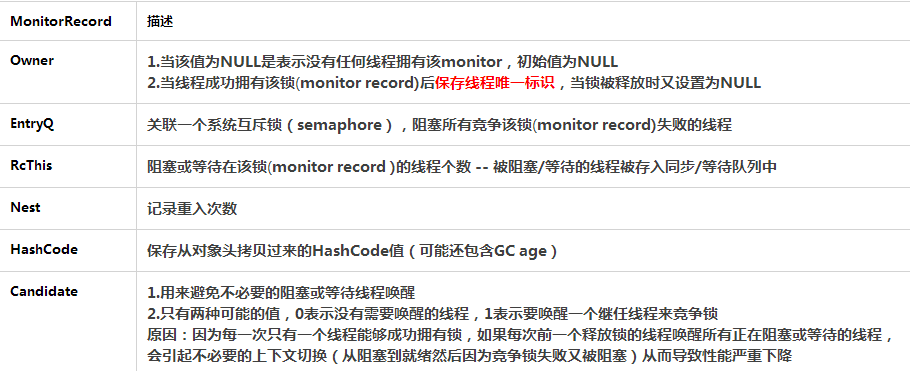 MonitorRecord 描述
Owner 1.当该值为NULL是表示没有任何线程拥有该monitor，初始值为NULL
2.当线程成功拥有该锁(monitor record)后保存线程唯一标识，当锁被释放时又设置为NULL
EntryQ 关联一个系统互斥锁（semaphore），阻塞所有竞争该锁(monitor record)失败的线程
RcThis 阻塞或等待在该锁(monitor record )的线程个数 -- 被阻塞/等待的线程被存入同步/等待队列中
Nest 记录重入次数
HashCode 保存从对象头拷贝过来的HashCode值（可能还包含GC age）
Candidate 1.用来避免不必要的阻塞或等待线程唤醒
2.只有两种可能的值，0表示没有需要唤醒的线程，1表示要唤醒一个继任线程来竞争锁
原因：因为每一次只有一个线程能够成功拥有锁，如果每次前一个释放锁的线程唤醒所有正在阻塞或等待的线程，
会引起不必要的上下文切换（从阻塞到就绪然后因为竞争锁失败又被阻塞）从而导致性能严重下降